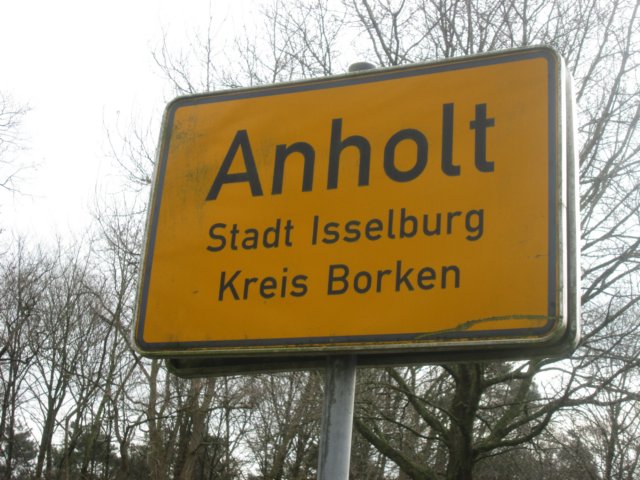 Anholt
Stadt Isselburg
Kreis Borken